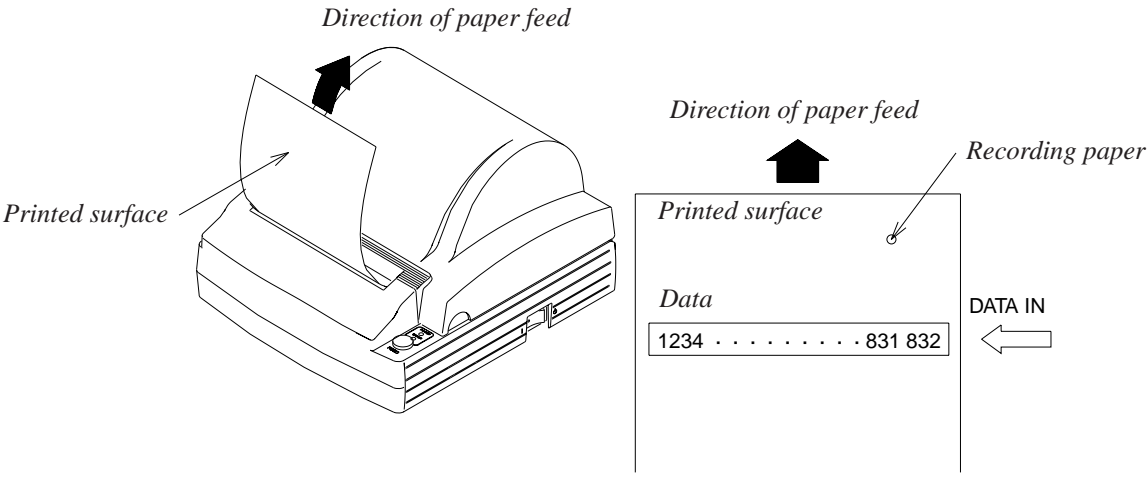 Direction of paper feed
Printed surface
Direction of paper feed
Recording paper
Printed surface
Data
DATA IN
1234 · · · · · · · · · 831 832